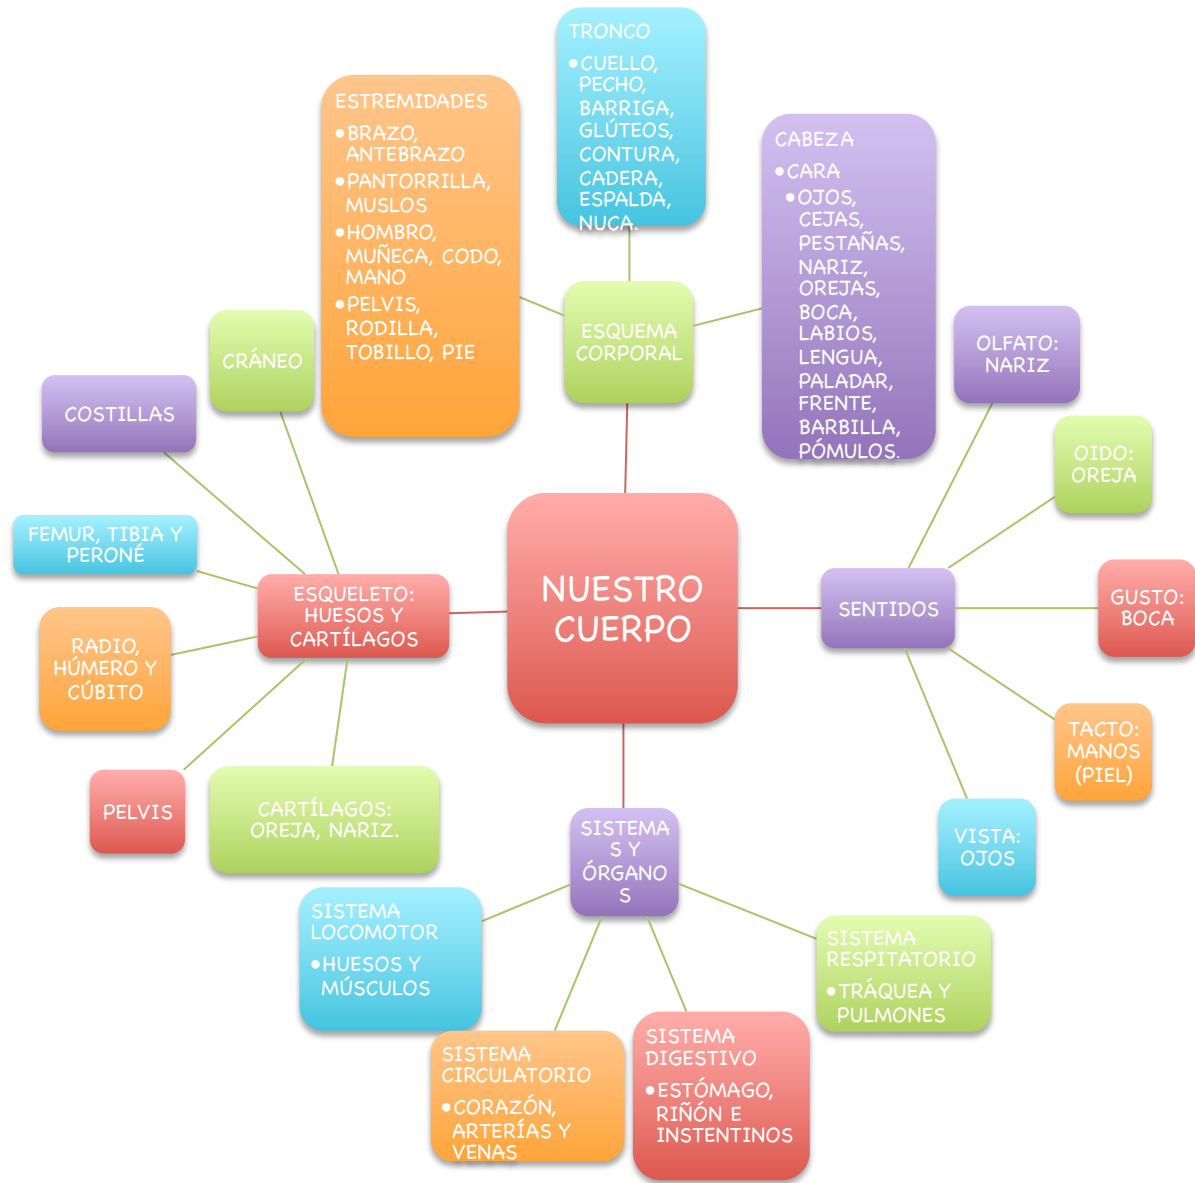 TRONCO
•CUELLO,
PECHO,
BARRIGA,
GLÚTEOS,
CONTURA,
CADERA,
ESPALDA,
NUCA.
ESTREMIDADES
•BRAZO,
ANTEBRAZO
•PANTORRILLA,
MUSLOS
•HOMBRO,
MUÑECA, CODO,
MANO
•PELVIS,
RODILLA,
TOBILLO, PIE
CABEZA
•CARA
•OJOS,
CEJAS,
PESTAÑAS,
NARIZ,
OREJAS,
BOCA,
LABIOS,
LENGUA,
PALADAR,
FRENTE,
BARBILLA,
PÓMULOS.
ESQUEMA
CORPORAL
CRÁNEO
COSTILLAS
FEMUR, TIBIA Y
PERONÉ
ESQUELETO:
HUESOS Y
CARTÍLAGOS
RADIO,
HÚMERO Y
CÚBITO
PELVIS
CARTÍLAGOS:
OREJA, NARIZ.
NUESTRO
CUERPO
OLFATO:
NARIZ
OIDO:
OREJA
SENTIDOS
GUSTO:
BOCA
TACTO:
MANOS
(PIEL)
VISTA:
OJOS
SISTEMA
S Y
ÓRGANO
S
SISTEMA
LOCOMOTOR
•HUESOS Y
MÚSCULOS
SISTEMA
CIRCULATORIO
•CORAZÓN,
ARTERÍAS Y
VENAS
SISTEMA
DIGESTIVO
•ESTÓMAGO,
RIÑÓN E
INSTENTINOS
SISTEMA
RESPITATORIO
•TRÁQUEA Y
PULMONES